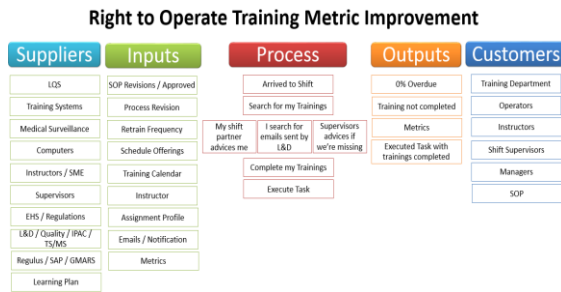 Right to Operate Training Metric Improvement
Suppliers
LQS
Training Systems
Medical Surveillance
Computers
Instructors / SME
Supervisors
EHS / Regulations
L&D / Quality / IPAC /
TS/MS
Regulus / SAP / GMARS
Learning Plan
Inputs
SOP Revisions / Approved
Process Revision
Retrain Frequency
Schedule Offerings
Training Calendar
Instructor
Assignment Profile
Emails / Notification
Metrics
Process
Arrived to Shift
Search for my Trainings
My shift
partner
advices me
I search for
emails sent by
L&D
Supervisors
advices if
we're missing
Complete my Trainings
Execute Task
Outputs
0% Overdue
Training not completed
Metrics
Executed Task with
trainings completed
Customers
Training Department
Operators
Instructors
Shift Supervisors
Managers
SOP